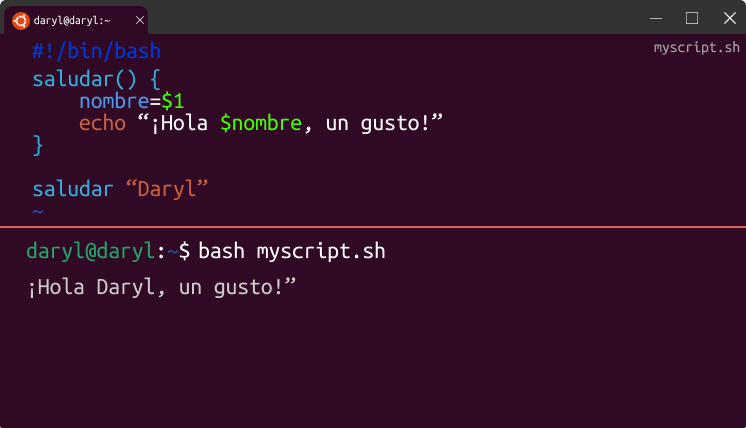 daryl@daryl:~
myscript.sh
#!/bin/bash
saludar() {
    nombre=$1
    echo “¡Hola $nombre, un gusto!”
}
saludar “Daryl”
~
daryl@daryl:~$ bash myscript.sh
¡Hola Daryl, un gusto!”